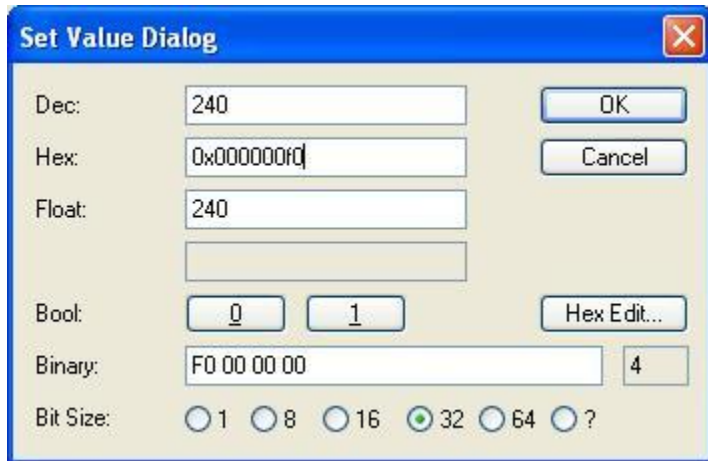 Set Value Dialog
Dec: 240 OK
Hex: 0x000000f0 Cancel
Float: 240
Bool: 0 1 Hex Edit...
Binary: F0 00 00 00 4
Bit Size: 1 8 16 32 64 ?